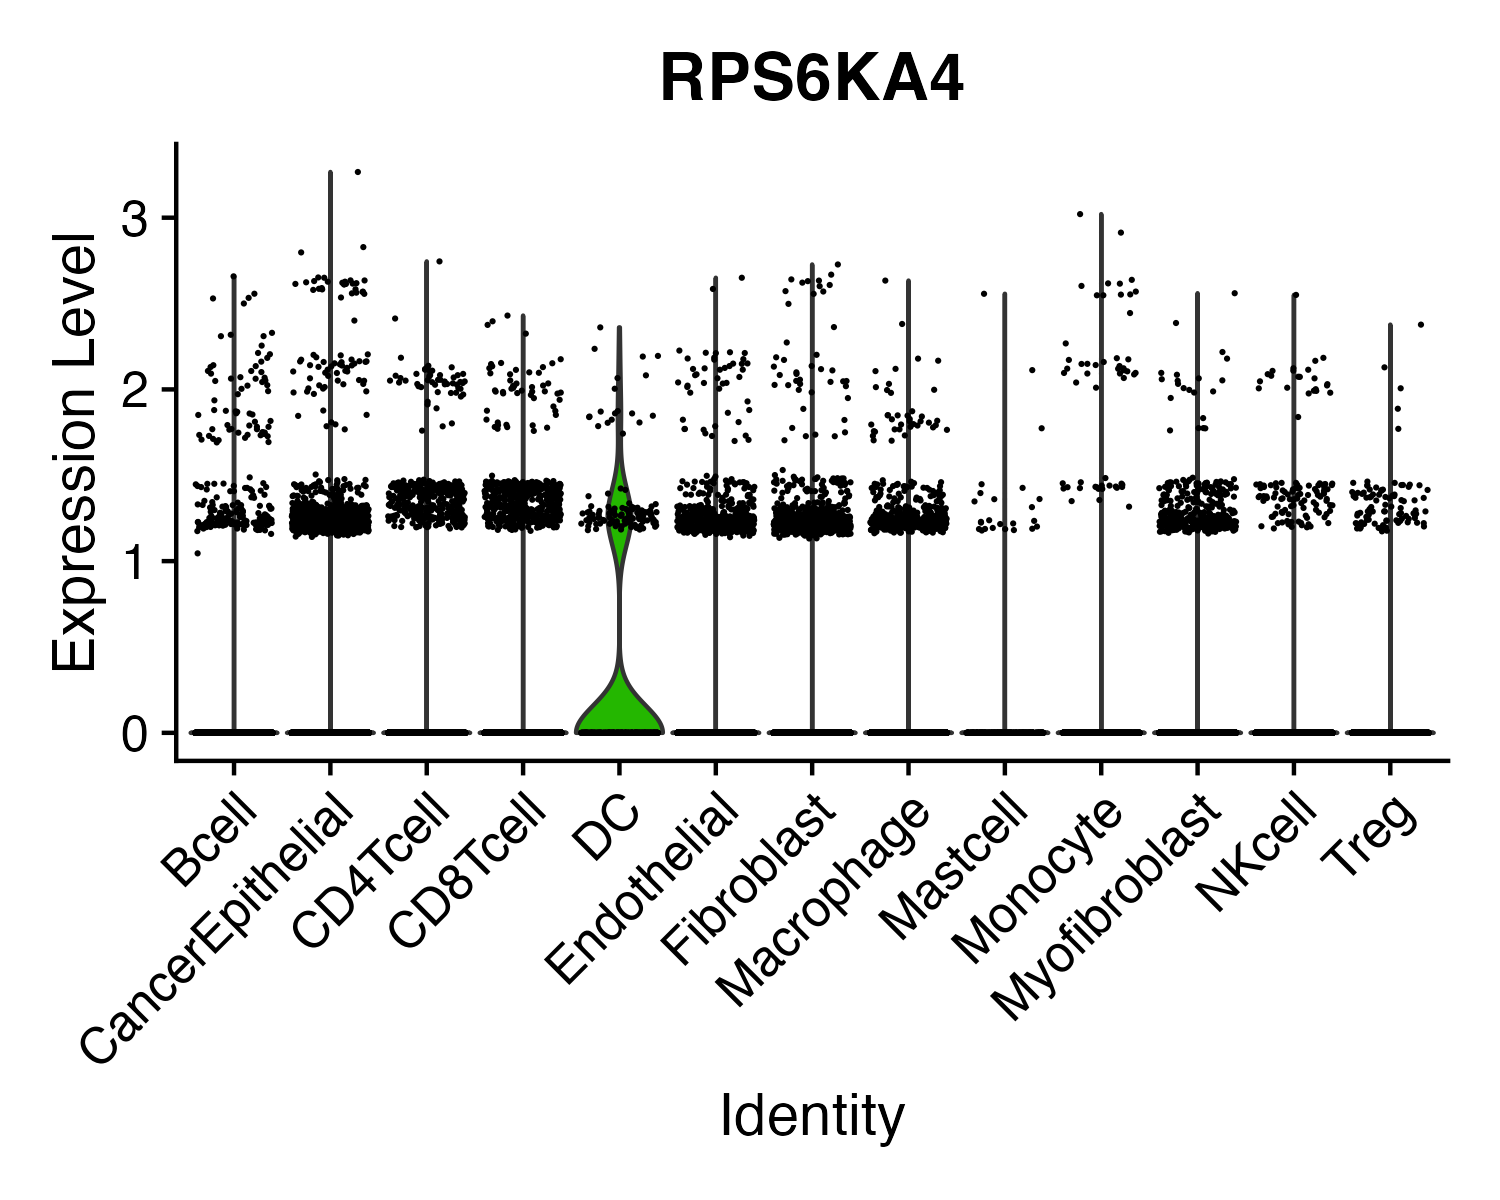 RPS6KA4
Expression Level
3
2
1
0
Bcell
CancerEpithelial
CD4Tcell
CD8Tcell
DC
Endothelial
Fibroblast
Macrophage
Mastcell
Monocyte
Myofibroblast
NKcell
Treg
Identity